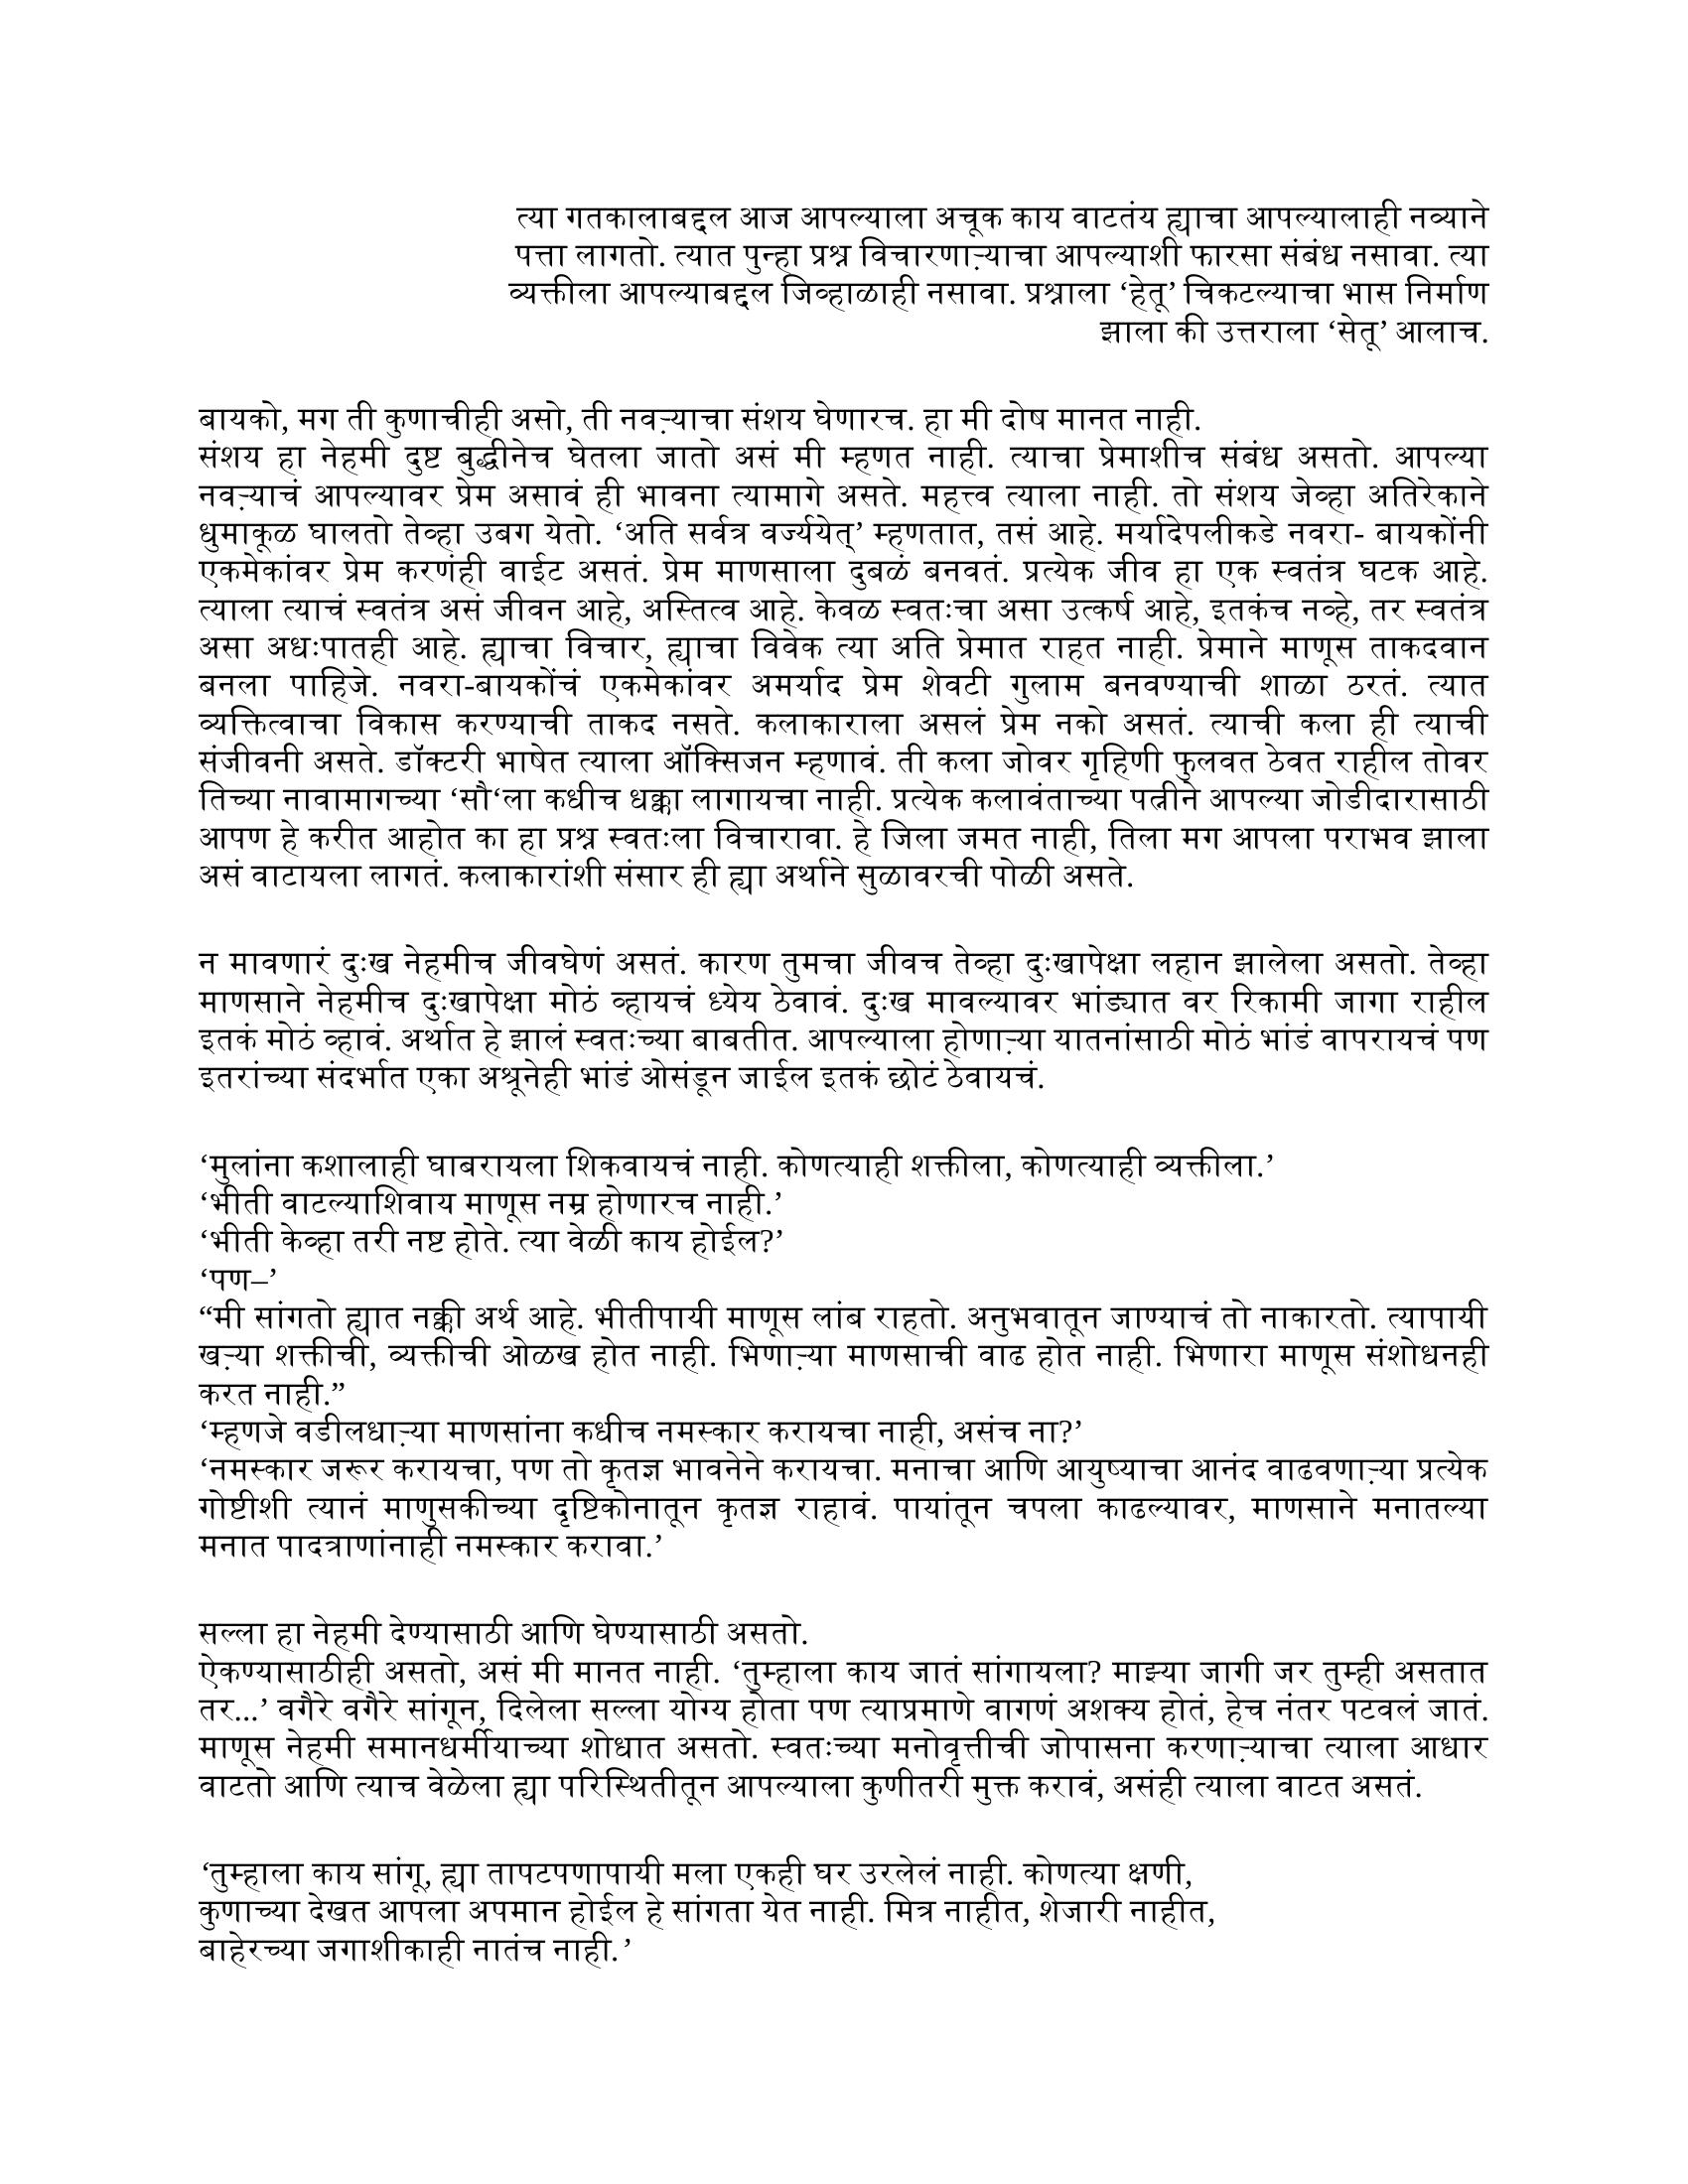 त्या गतकालाबद्दल आज आपल्याला अचूक काय वाटतंय ह्याचा आपल्यालाही नव्याने
पत्ता लागतो. त्यात पुन्हा प्रश्न विचारणाऱ्याचा आपल्याशी फारसा संबंध नसावा. त्या
व्यक्तीला आपल्याबद्दल जिव्हाळाही नसावा. प्रश्नाला ‘हेतू’ चिकटल्याचा भास निर्माण
झाला की उत्तराला ‘सेतू’ आलाच.
बायको, मग ती कुणाचीही असो, ती नवऱ्याचा संशय घेणारच. हा मी दोष मानत नाही.
संशय हा नेहमी दुष्ट बुद्धीनेच घेतला जातो असं मी म्हणत नाही. त्याचा प्रेमाशीच संबंध असतो. आपल्या
नवऱ्याचं आपल्यावर प्रेम असावं ही भावना त्यामागे असते. महत्त्व त्याला नाही. तो संशय जेव्हा अतिरेकाने
धुमाकूळ घालतो तेव्हा उबग येतो. ‘अति सर्वत्र वर्ज्ययेत्’ म्हणतात, तसं आहे. मर्यादेपलीकडे नवरा- बायकोंनी
एकमेकांवर प्रेम करणंही वाईट असतं. प्रेम माणसाला दुबळं बनवतं. प्रत्येक जीव हा एक स्वतंत्र घटक आहे.
त्याला त्याचं स्वतंत्र असं जीवन आहे, अस्तित्व आहे. केवळ स्वतःचा असा उत्कर्ष आहे, इतकंच नव्हे, तर स्वतंत्र
असा अधःपातही आहे. ह्याचा विचार, ह्याचा विवेक त्या अति प्रेमात राहत नाही. प्रेमाने माणूस ताकदवान
बनला पाहिजे. नवरा-बायकोंचं एकमेकांवर अमर्याद प्रेम शेवटी गुलाम बनवण्याची शाळा ठरतं. त्यात
व्यक्तित्वाचा विकास करण्याची ताकद नसते. कलाकाराला असलं प्रेम नको असतं. त्याची कला ही त्याची
संजीवनी असते. डॉक्टरी भाषेत त्याला ऑक्सिजन म्हणावं. ती कला जोवर गृहिणी फुलवत ठेवत राहील तोवर
तिच्या नावामागच्या ‘सौ‘ला कधीच धक्का लागायचा नाही. प्रत्येक कलावंताच्या पत्नीने आपल्या जोडीदारासाठी
आपण हे करीत आहोत का हा प्रश्न स्वतःला विचारावा. हे जिला जमत नाही, तिला मग आपला पराभव झाला
असं वाटायला लागतं. कलाकारांशी संसार ही ह्या अर्थाने सुळावरची पोळी असते.
न मावणारं दुःख नेहमीच जीवघेणं असतं. कारण तुमचा जीवच तेव्हा दुःखापेक्षा लहान झालेला असतो. तेव्हा
माणसाने नेहमीच दुःखापेक्षा मोठं व्हायचं ध्येय ठेवावं. दुःख मावल्यावर भांड्यात वर रिकामी जागा राहील
इतकं मोठं व्हावं. अर्थात हे झालं स्वतःच्या बाबतीत. आपल्याला होणाऱ्या यातनांसाठी मोठं भांडं वापरायचं पण
इतरांच्या संदर्भात एका अश्रूनेही भांडं ओसंडून जाईल इतकं छोटं ठेवायचं.
‘मुलांना कशालाही घाबरायला शिकवायचं नाही. कोणत्याही शक्तीला, कोणत्याही व्यक्तीला.’
‘भीती वाटल्याशिवाय माणूस नम्र होणारच नाही.’
‘भीती केव्हा तरी नष्ट होते. त्या वेळी काय होईल?’
‘पण–’
“मी सांगतो ह्यात नक्की अर्थ आहे. भीतीपायी माणूस लांब राहतो. अनुभवातून जाण्याचं तो नाकारतो. त्यापायी
खऱ्या शक्तीची, व्यक्तीची ओळख होत नाही. भिणाऱ्या माणसाची वाढ होत नाही. भिणारा माणूस संशोधनही
करत नाही.”
‘म्हणजे वडीलधाऱ्या माणसांना कधीच नमस्कार करायचा नाही, असंच ना?’
‘नमस्कार जरूर करायचा, पण तो कृतज्ञ भावनेने करायचा. मनाचा आणि आयुष्याचा आनंद वाढवणाऱ्या प्रत्येक
गोष्टीशी त्यानं माणुसकीच्या दृष्टिकोनातून कृतज्ञ राहावं. पायांतून चपला काढल्यावर, माणसाने मनातल्या
मनात पादत्राणांनाही नमस्कार करावा.’
सल्ला हा नेहमी देण्यासाठी आणि घेण्यासाठी असतो.
ऐकण्यासाठीही असतो, असं मी मानत नाही. ‘तुम्हाला काय जातं सांगायला? माझ्या जागी जर तुम्ही असतात
तर...’ वगैरे वगैरे सांगून, दिलेला सल्ला योग्य होता पण त्याप्रमाणे वागणं अशक्य होतं, हेच नंतर पटवलं जातं.
माणूस नेहमी समानधर्मीयाच्या शोधात असतो. स्वतःच्या मनोवृत्तीची जोपासना करणाऱ्याचा त्याला आधार
वाटतो आणि त्याच वेळेला ह्या परिस्थितीतून आपल्याला कुणीतरी मुक्त करावं, असंही त्याला वाटत असतं.
‘तुम्हाला काय सांगू, ह्या तापटपणापायी मला एकही घर उरलेलं नाही. कोणत्या क्षणी,
कुणाच्या देखत आपला अपमान होईल हे सांगता येत नाही. मित्र नाहीत, शेजारी नाहीत,
बाहेरच्या जगाशीकाही नातंच नाही.’